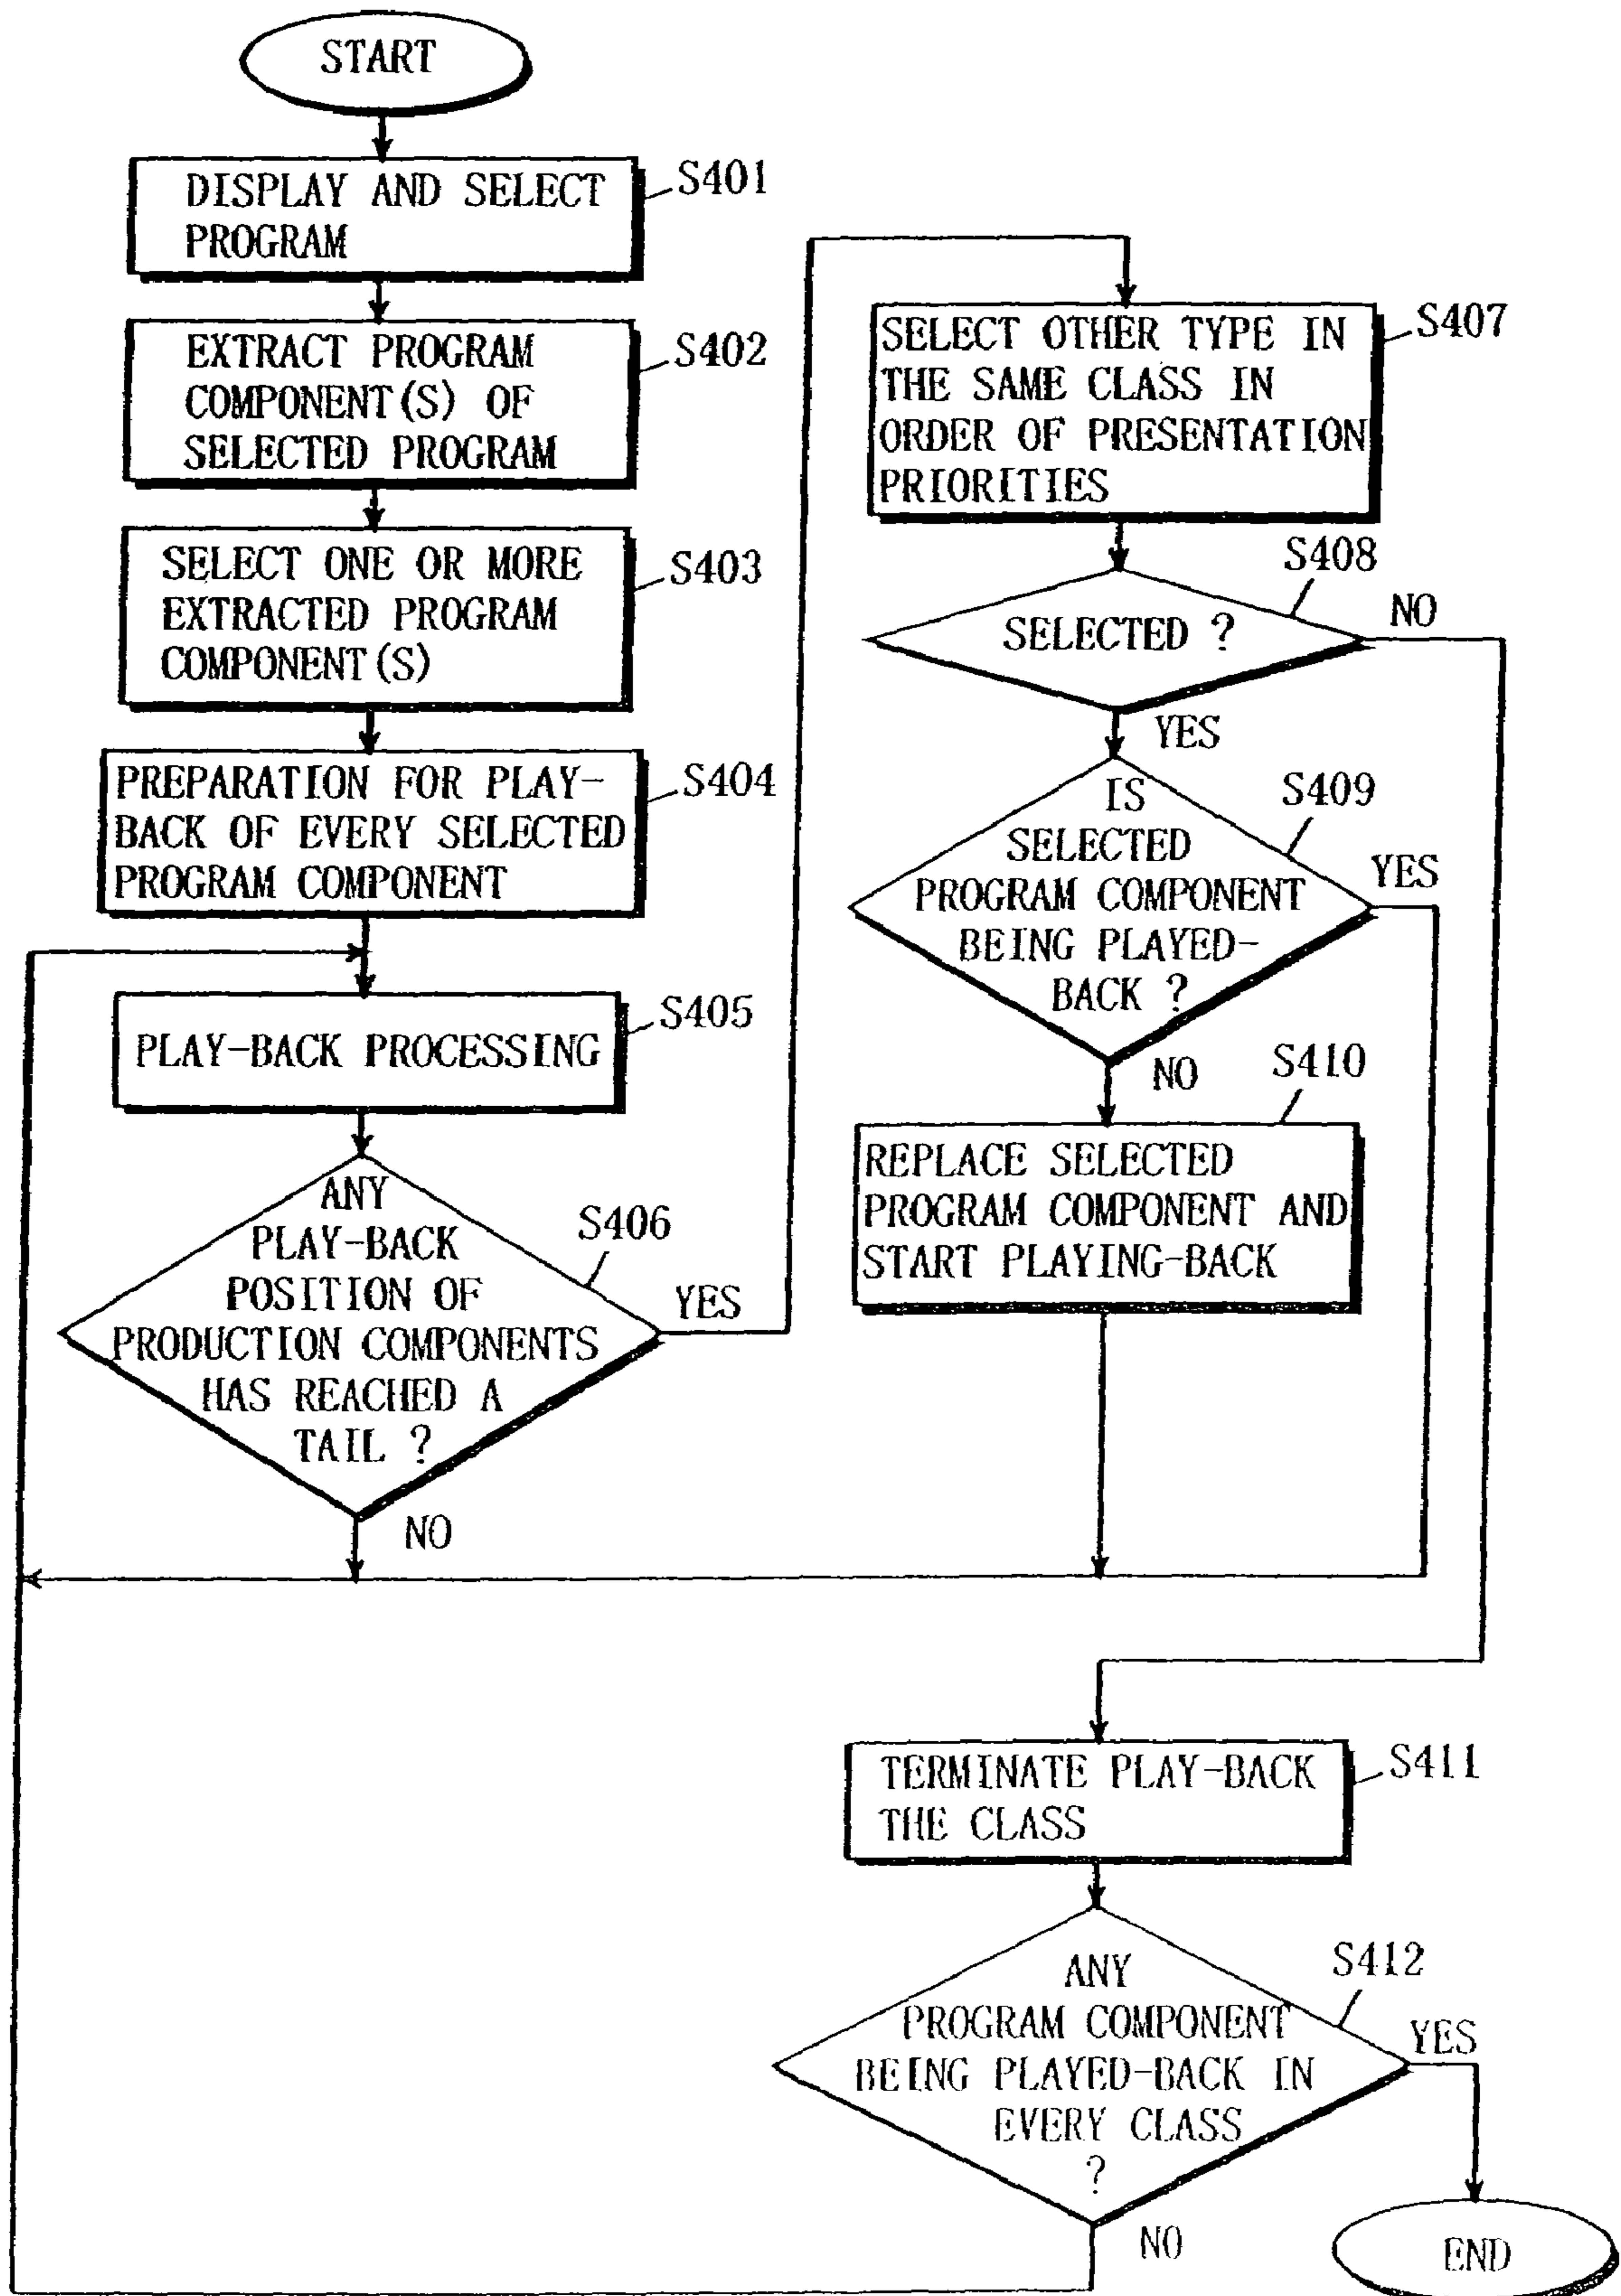 START
DISPLAY AND SELECT
PROGRAM
S401
EXTRACT PROGRAM
COMPONENT(S) OF
SELECTED PROGRAM
S402
SELECT ONE OR MORE
EXTRACTED PROGRAM
COMPONENT(S)
S403
PREPARATION FOR PLAY-
BACK OF EVERY SELECTED
PROGRAM COMPONENT
S404
PLAY-BACK PROCESSING
S405
ANY
PLAY-BACK
POSITION OF
PRODUCTION COMPONENTS
HAS REACHED A
TAIL ?
S406
YES
NO
SELECT OTHER TYPE IN
THE SAME CLASS IN
ORDER OF PRESENTATION
PRIORITIES
S407
SELECTED ?
S408
NO
YES
IS
SELECTED
PROGRAM COMPONENT
BEING PLAYED-
BACK ?
S409
YES
NO
REPLACE SELECTED
PROGRAM COMPONENT AND
START PLAYING-BACK
S410
TERMINATE PLAY-BACK
THE CLASS
S411
ANY
PROGRAM COMPONENT
BEING PLAYED-BACK IN
EVERY CLASS
?
S412
YES
NO
END